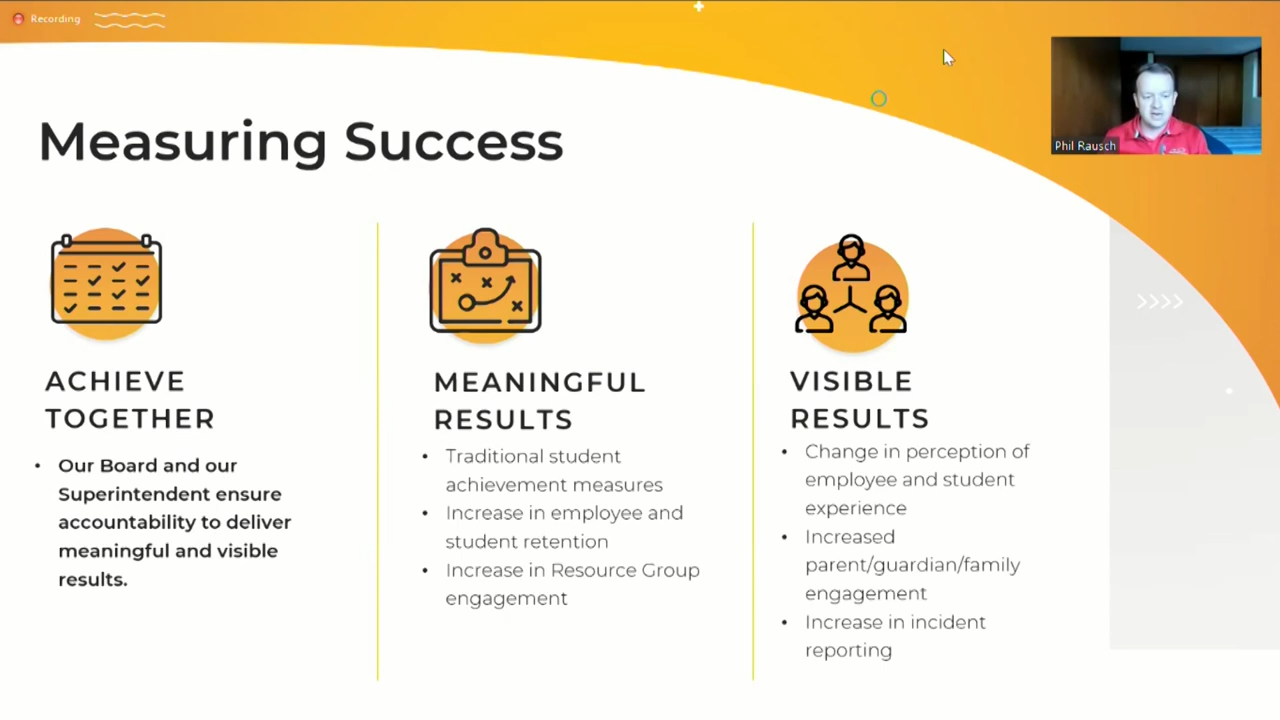 Recording
Phil Rausch
Measuring Success
ACHIEVE
TOGETHER
• Our Board and our
Superintendent ensure
accountability to deliver
meaningful and visible
results.
MEANINGFUL
RESULTS
• Traditional student
achievement measures
• Increase in employee and
student retention
• Increase in Resource Group
engagement
VISIBLE
RESULTS
• Change in perception of
employee and student
experience
• Increased
parent/guardian/family
engagement
• Increase in incident
reporting